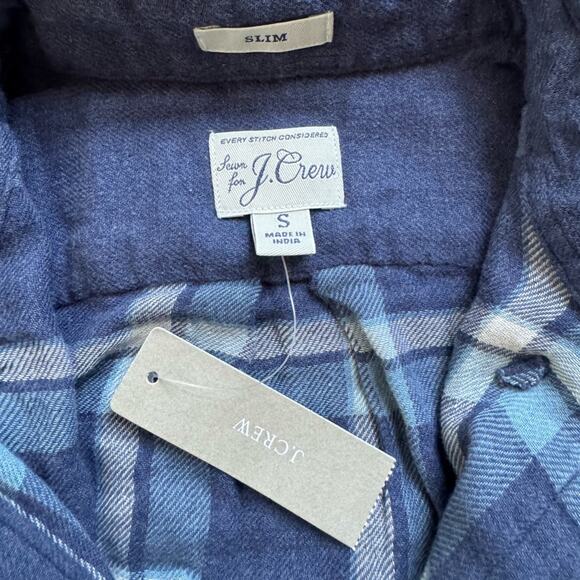 SLIM
EVERY STITCH CONSIDERED
Sewn
for J.Crew
S
MADE IN
INDIA
J.CREW